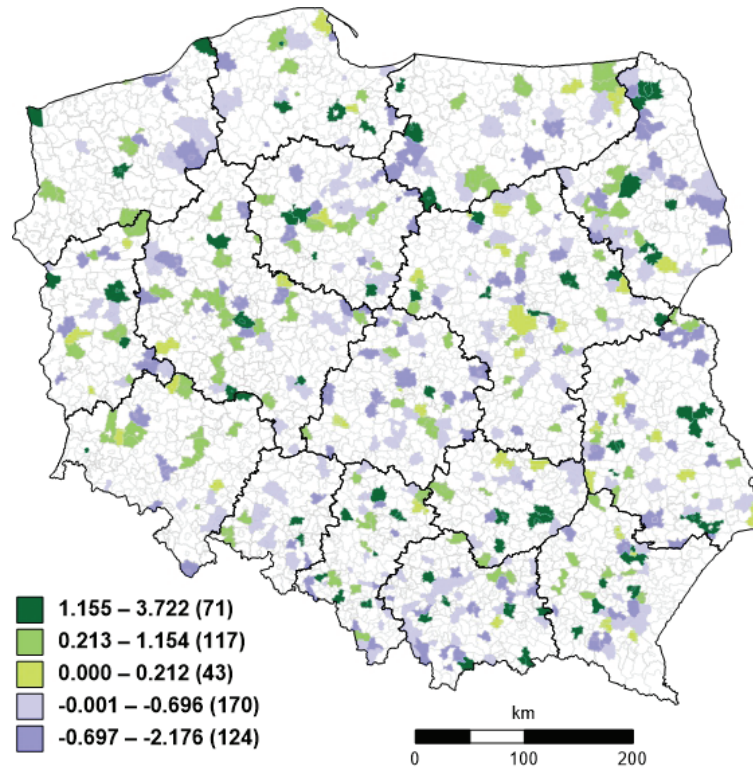 1.155 – 3.722 (71)
0.213 – 1.154 (117)
0.000 – 0.212 (43)
-0.001 – -0.696 (170)
-0.697 – -2.176 (124)
km
0 100 200